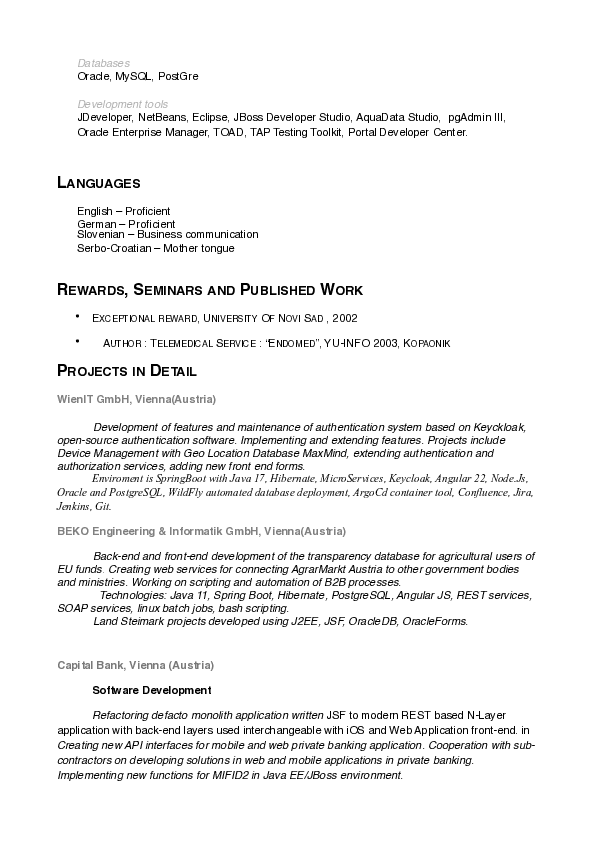 Databases
Oracle, MySQL, PostGre
Development tools
JDeveloper, NetBeans, Eclipse, JBoss Developer Studio, AquaData Studio,  pgAdmin III,
Oracle Enterprise Manager, TOAD, TAP Testing Toolkit, Portal Developer Center.
LANGUAGES
English – Proficient
German – Proficient
Slovenian – Business communication
Serbo-Croatian – Mother tongue
REWARDS, SEMINARS AND PUBLISHED WORK
• EXCEPTIONAL REWARD, UNIVERSITY OF NOVI SAD , 2002
• AUTHOR : TELEMEDICAL SERVICE : “ENDOMED”, YU-INFO 2003, KOPAONIK
PROJECTS IN DETAIL
WienIT GmbH, Vienna(Austria)
Development of features and maintenance of authentication system based on Keyckloak,
open-source authentication software. Implementing and extending features. Projects include
Device Management with Geo Location Database MaxMind, extending authentication and
authorization services, adding new front end forms.
Enviroment is SpringBoot with Java 17, Hibernate, MicroServices, Keycloak, Angular 22, Node.Js,
Oracle and PostgreSQL, WildFly automated database deployment, ArgoCd container tool, Confluence, Jira,
Jenkins, Git.
BEKO Engineering & Informatik GmbH, Vienna(Austria)
Back-end and front-end development of the transparency database for agricultural users of
EU funds. Creating web services for connecting AgrarMarkt Austria to other government bodies
and ministries. Working on scripting and automation of B2B processes.
Technologies: Java 11, Spring Boot, Hibernate, PostgreSQL, Angular JS, REST services,
SOAP services, linux batch jobs, bash scripting.
Land Steimark projects developed using J2EE, JSF, OracleDB, OracleForms.
Capital Bank, Vienna (Austria)
Software Development
Refactoring defacto monolith application written JSF to modern REST based N-Layer
application with back-end layers used interchangeable with iOS and Web Application front-end. in
Creating new API interfaces for mobile and web private banking application. Cooperation with sub-
contractors on developing solutions in web and mobile applications in private banking.
Implementing new functions for MIFID2 in Java EE/JBoss environment.